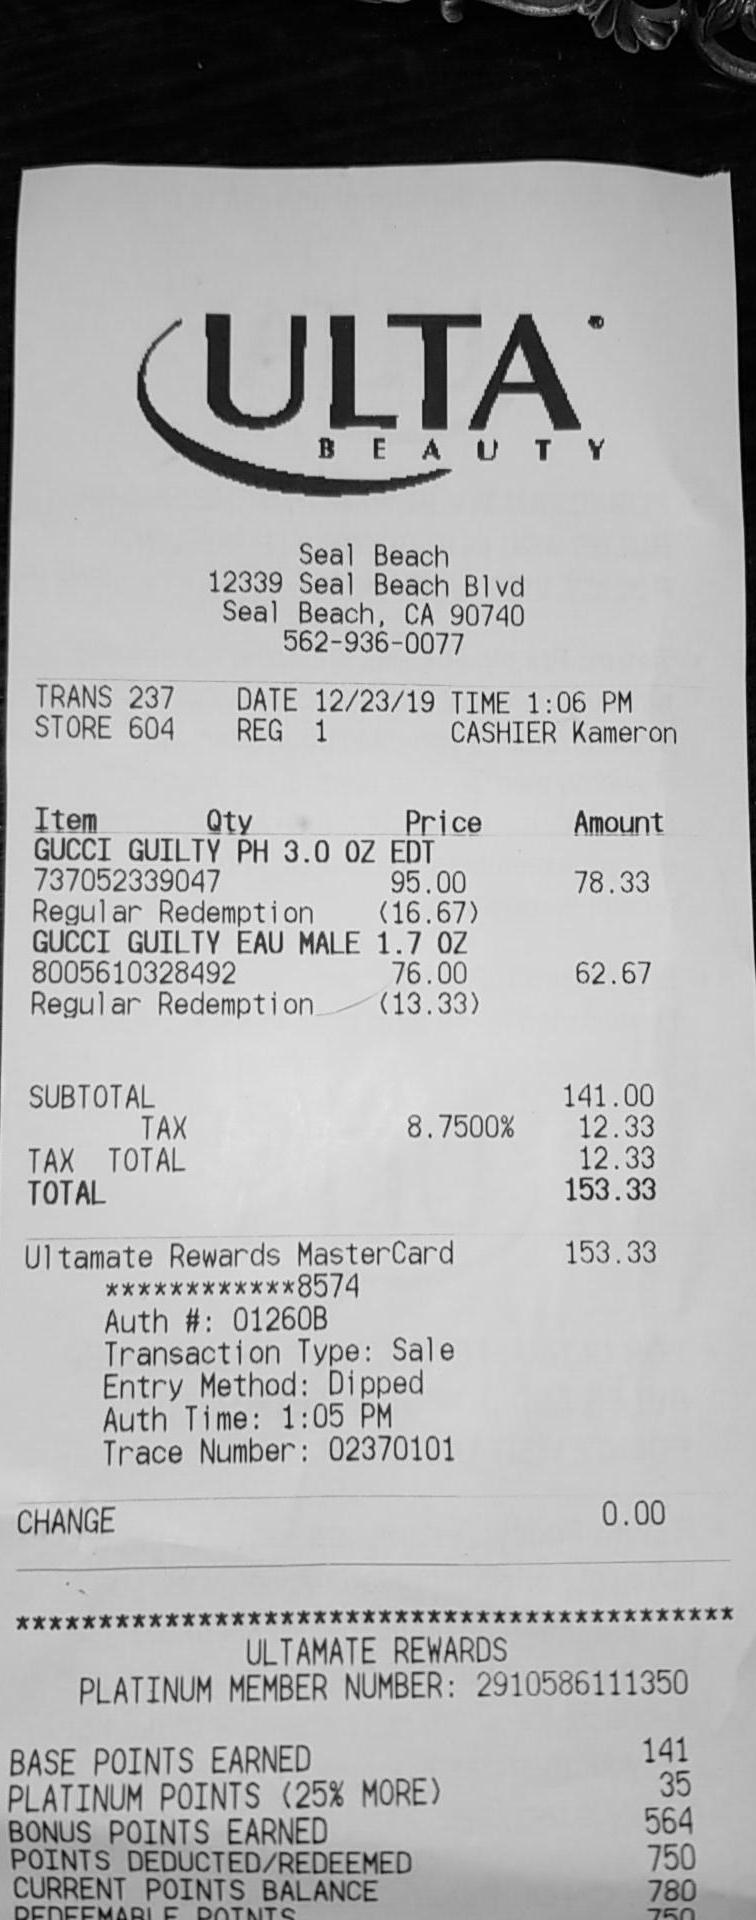 ULTA®
BEAUTY
Seal Beach
12339 Seal Beach Blvd
Seal Beach, CA 90740
562-936-0077
TRANS 237 DATE 12/23/19 TIME 1:06 PM
STORE 604 REG 1 CASHIER Kameron
Item Qty Price Amount
GUCCI GUILTY PH 3.0 OZ EDT
737052339047 95.00 78.33
Regular Redemption (16.67)
GUCCI GUILTY EAU MALE 1.7 OZ
8005610328492 76.00 62.67
Regular Redemption (13.33)
SUBTOTAL 141.00
TAX 8.7500% 12.33
TAX TOTAL 12.33
TOTAL 153.33
Ultamate Rewards MasterCard 153.33
************8574
Auth #: 01260B
Transaction Type: Sale
Entry Method: Dipped
Auth Time: 1:05 PM
Trace Number: 02370101
CHANGE 0.00
********************************************
ULTAMATE REWARDS
PLATINUM MEMBER NUMBER: 2910586111350
BASE POINTS EARNED 141
PLATINUM POINTS (25% MORE) 35
BONUS POINTS EARNED 564
POINTS DEDUCTED/REDEEMED 750
CURRENT POINTS BALANCE 780
REDEEMABLE POINTS 750